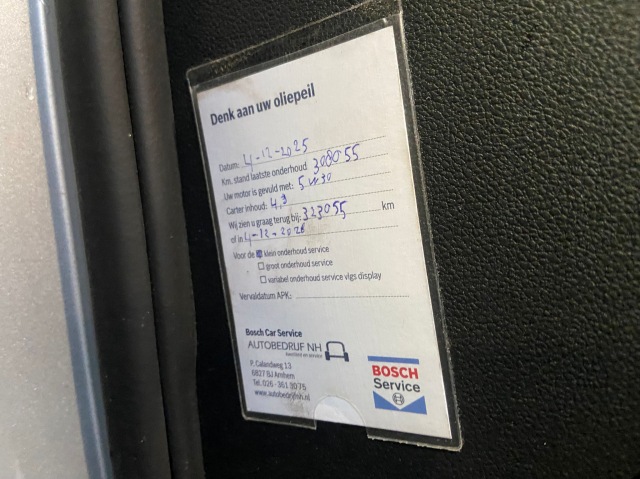 Denk aan uw oliepeil
Datum: 4-12-2025
Km. stand laatste onderhoud 308055
Uw motor is gevuld met: 5w30
Carter inhoud: 4,3
Wij zien u graag terug bij: 323055 km
of in 4-12-2026
Voor de klein onderhoud service
groot onderhoud service
variabel onderhoud service vlgs display
Vervaldatum APK:
Bosch Car Service
AUTOBEDRIJF NH
P. Calandweg 13
6827 BJ Arnhem
Tel. 026 - 361 30 75
www.autobedrijfnh.nl
BOSCH
Service